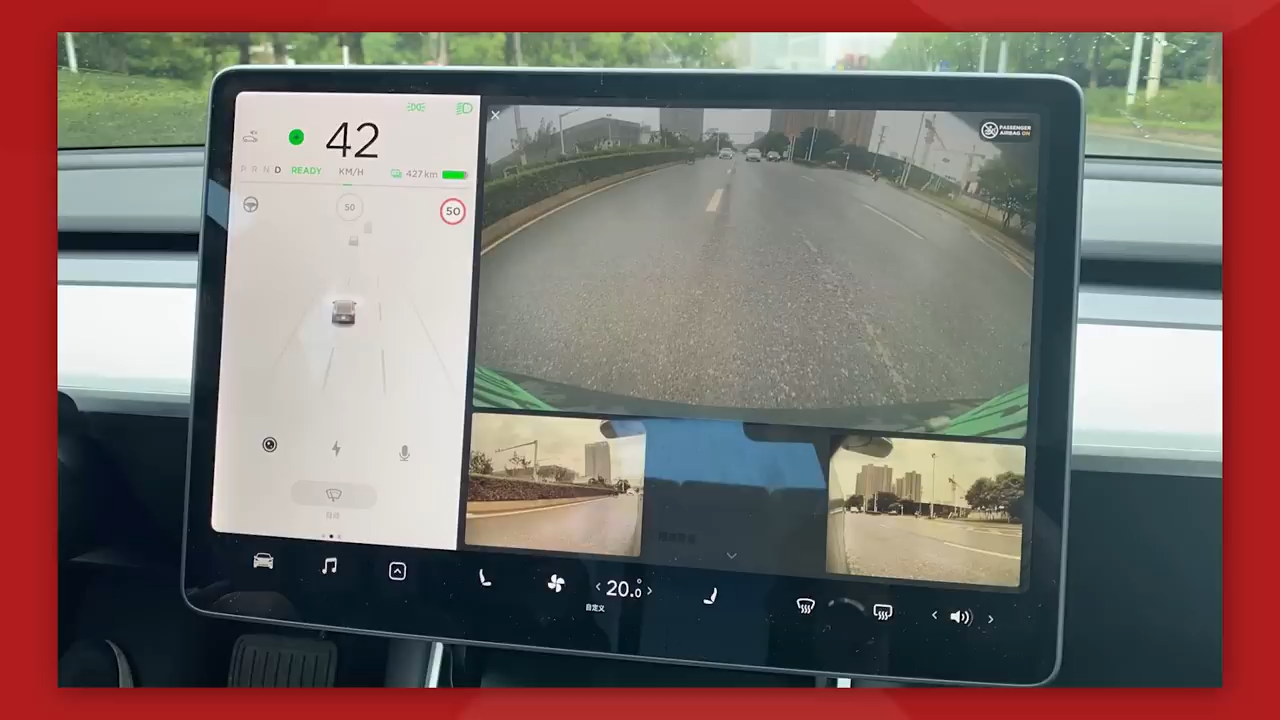 42
KM/H
P R N D
READY
427 km
50
50
PASSENGER
AIRBAG ON
20.0
自定义